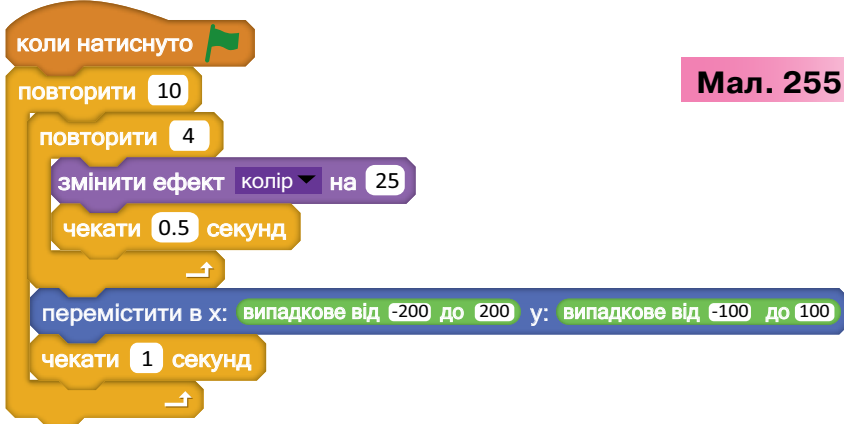 коли натиснуто
Мал. 255
повторити 10
повторити 4
змінити ефект колір на 25
чекати 0.5 секунд
перемістити в х: випадкове від -200 до 200 у: випадкове від -100 до 100
чекати 1 секунд